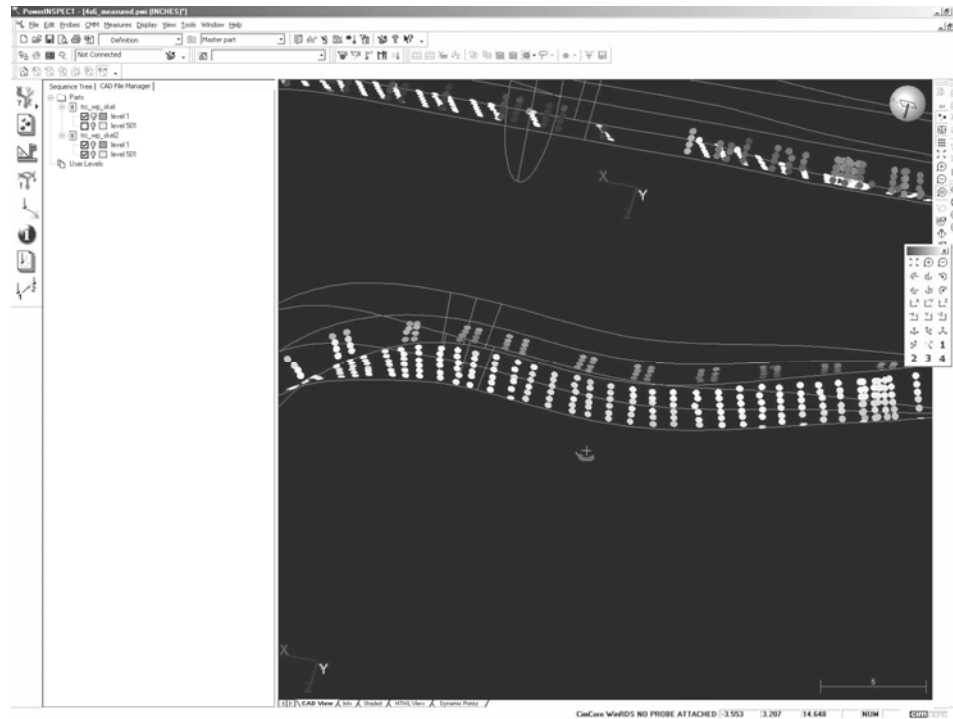 PowerINSPECT - [4x6_measured.pwi (INCHES)*]
File Edit Probes CMM Measures Display View Tools Window Help
Definition Master part
Not Connected
Sequence Tree CAD File Manager
Parts
level 1
level 501
level 1
level 501
User Levels
X Y Z
1
2 3 4
X Y Z
6
CAD View Info Shaded HTML View Dynamic Points
CimCore WinRDS NO PROBE ATTACHED -3.553 3.207 14.648 NUM cimcore